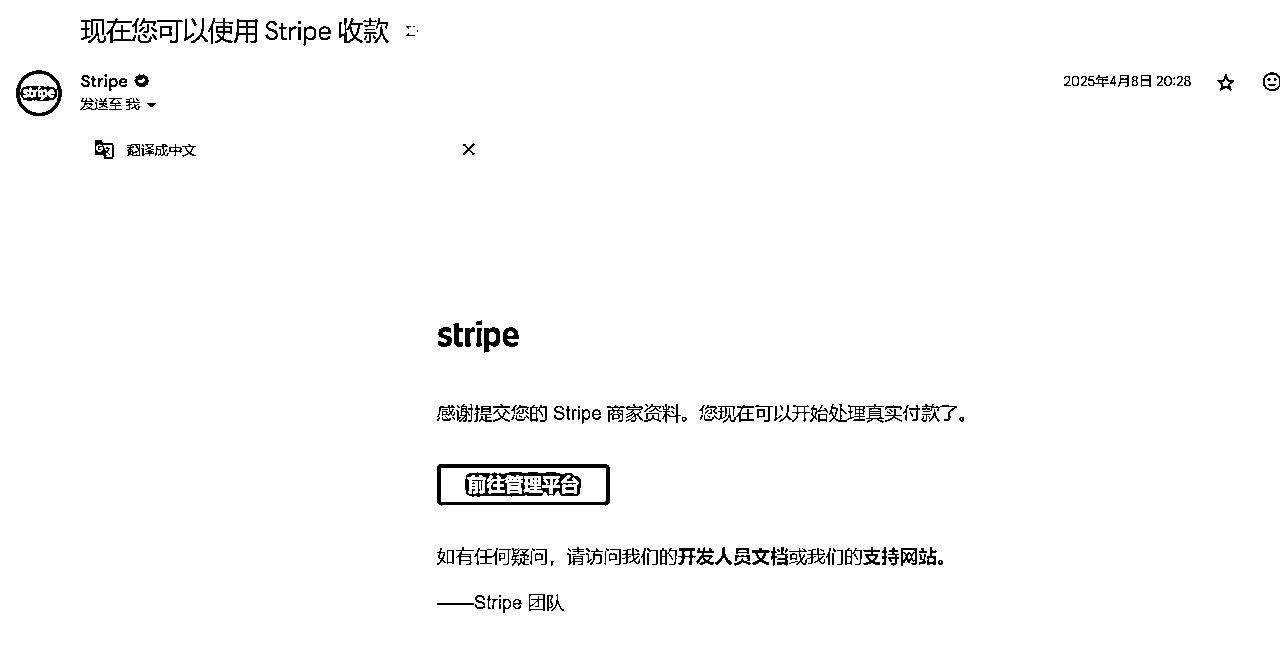 现在您可以使用 Stripe 收款
stripe
Stripe
2025年4月8日 20:28
发送至 我
翻译成中文
stripe
感谢提交您的 Stripe 商家资料。您现在可以开始处理真实付款了。
前往管理平台
如有任何疑问，请访问我们的开发人员文档或我们的支持网站。
——Stripe 团队